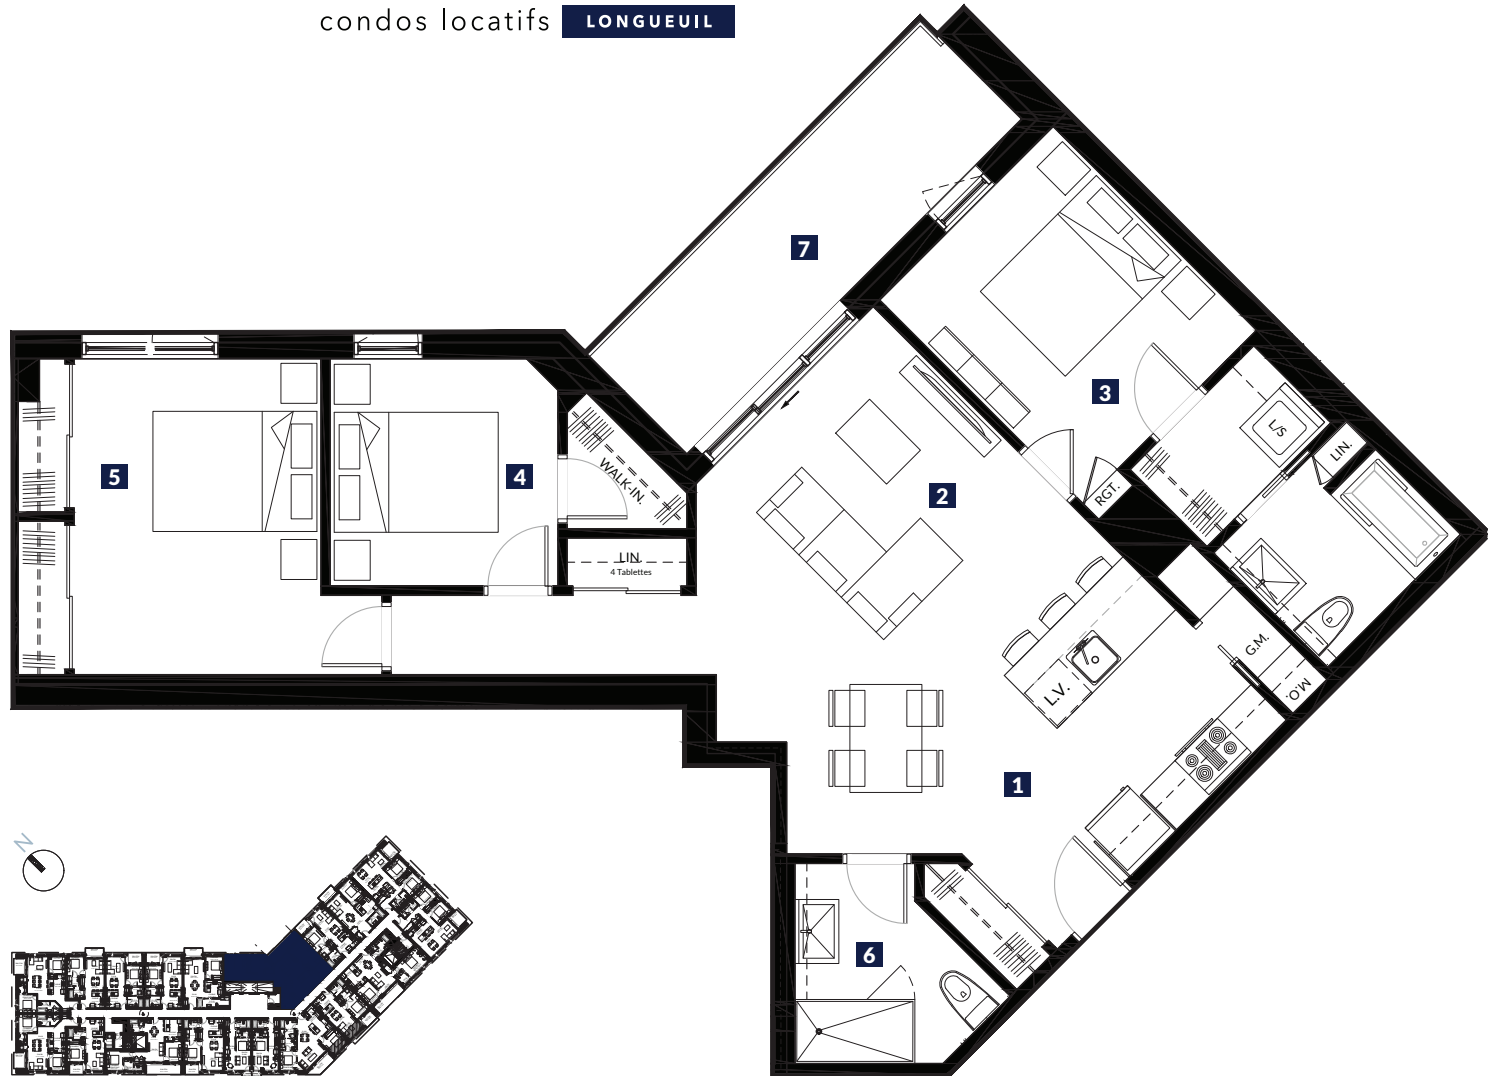 condos locatifs LONGUEUIL
7
3
L/S
LIN.
5
4
WALK-IN.
2
RGT.
LIN.
4 Tablettes
G.M.
M.O.
L.V.
1
N
6